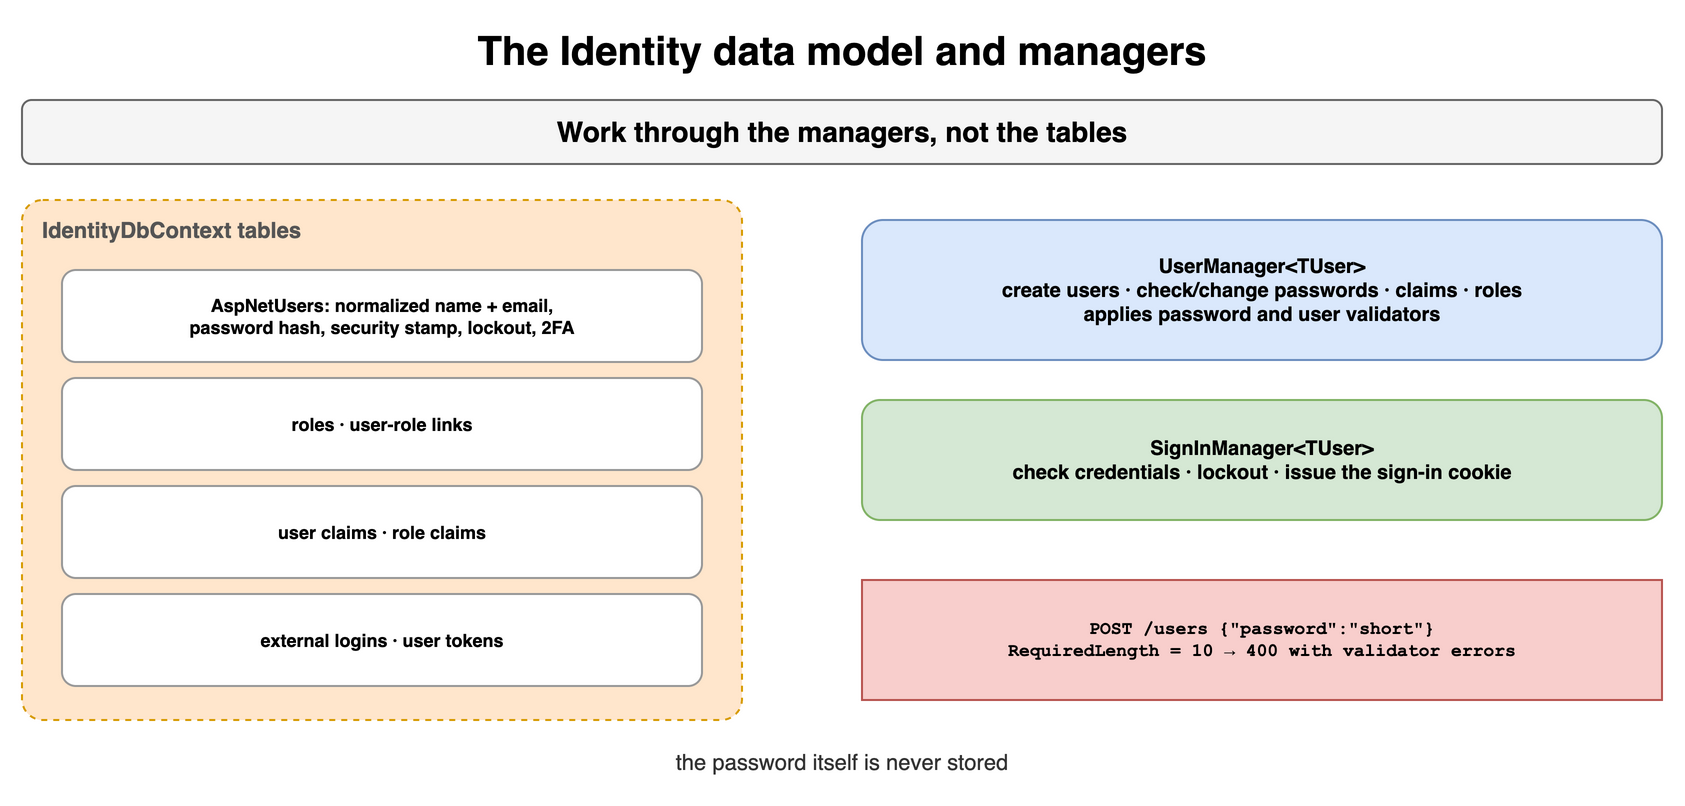 The Identity data model and managers
Work through the managers, not the tables
IdentityDbContext tables
AspNetUsers: normalized name + email,
password hash, security stamp, lockout, 2FA
roles · user-role links
user claims · role claims
external logins · user tokens
UserManager<TUser>
create users · check/change passwords · claims · roles
applies password and user validators
SignInManager<TUser>
check credentials · lockout · issue the sign-in cookie
POST /users {"password":"short"}
RequiredLength = 10 → 400 with validator errors
the password itself is never stored